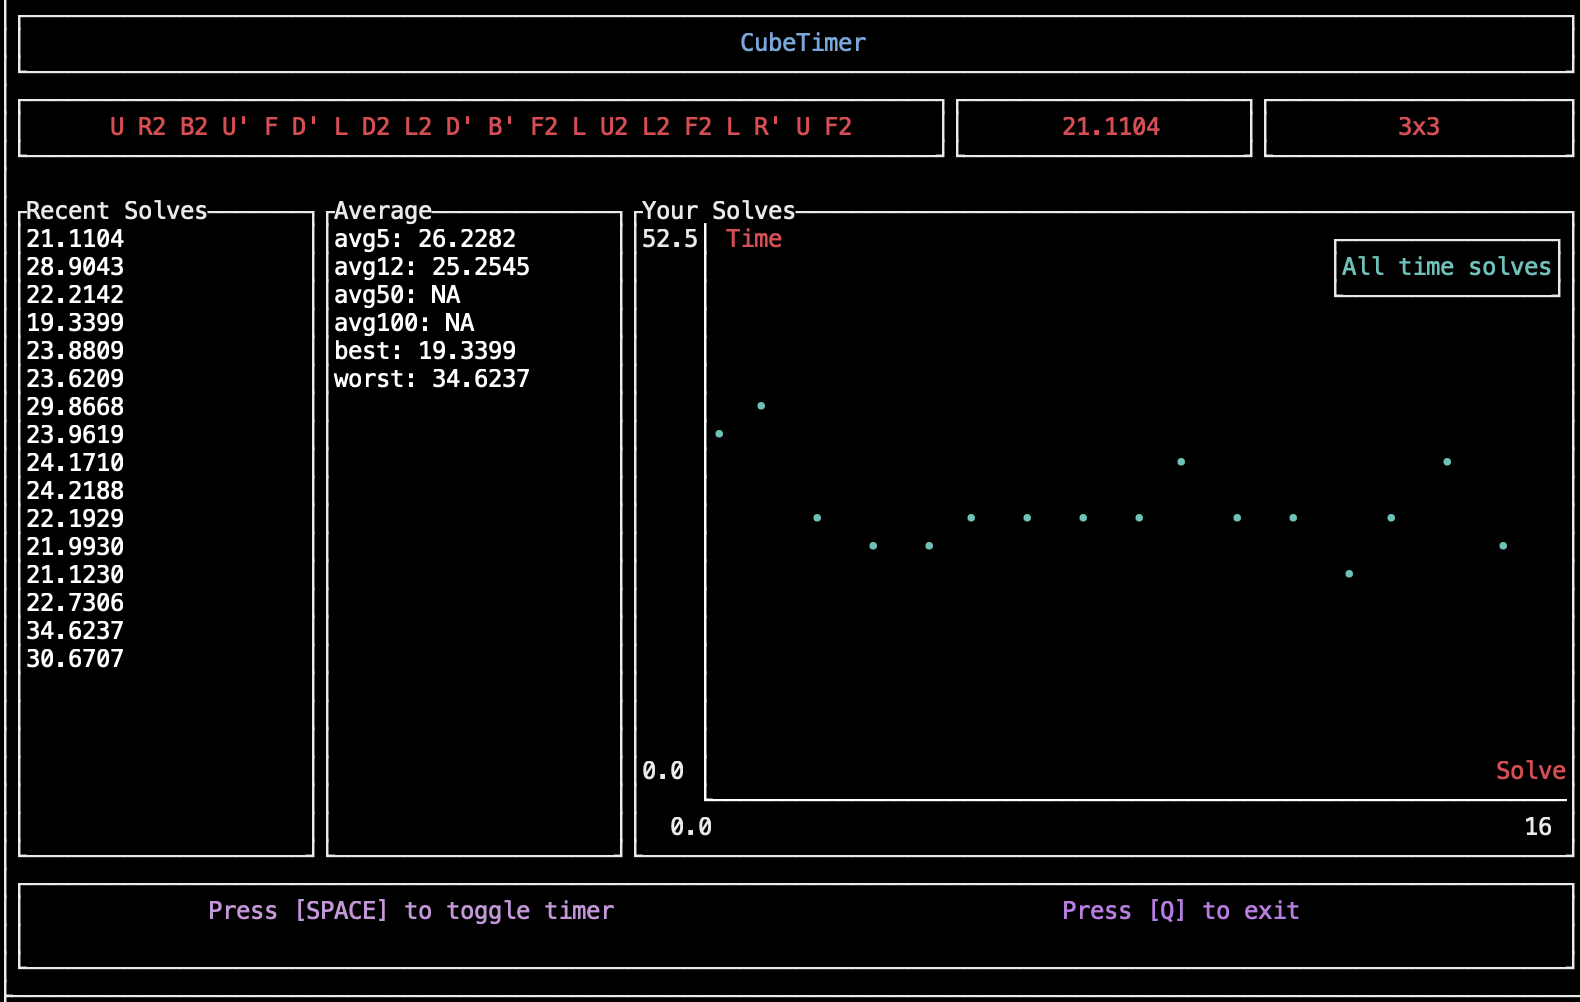 CubeTimer
U R2 B2 U' F D' L D2 L2 D' B' F2 L U2 L2 F2 L R' U F2
21.1104
3x3
Recent Solves
21.1104
28.9043
22.2142
19.3399
23.8809
23.6209
29.8668
23.9619
24.1710
24.2188
22.1929
21.9930
21.1230
22.7306
34.6237
30.6707
Average
avg5: 26.2282
avg12: 25.2545
avg50: NA
avg100: NA
best: 19.3399
worst: 34.6237
Your Solves
52.5
Time
All time solves
0.0
Solve
0.0
16
Press [SPACE] to toggle timer
Press [Q] to exit